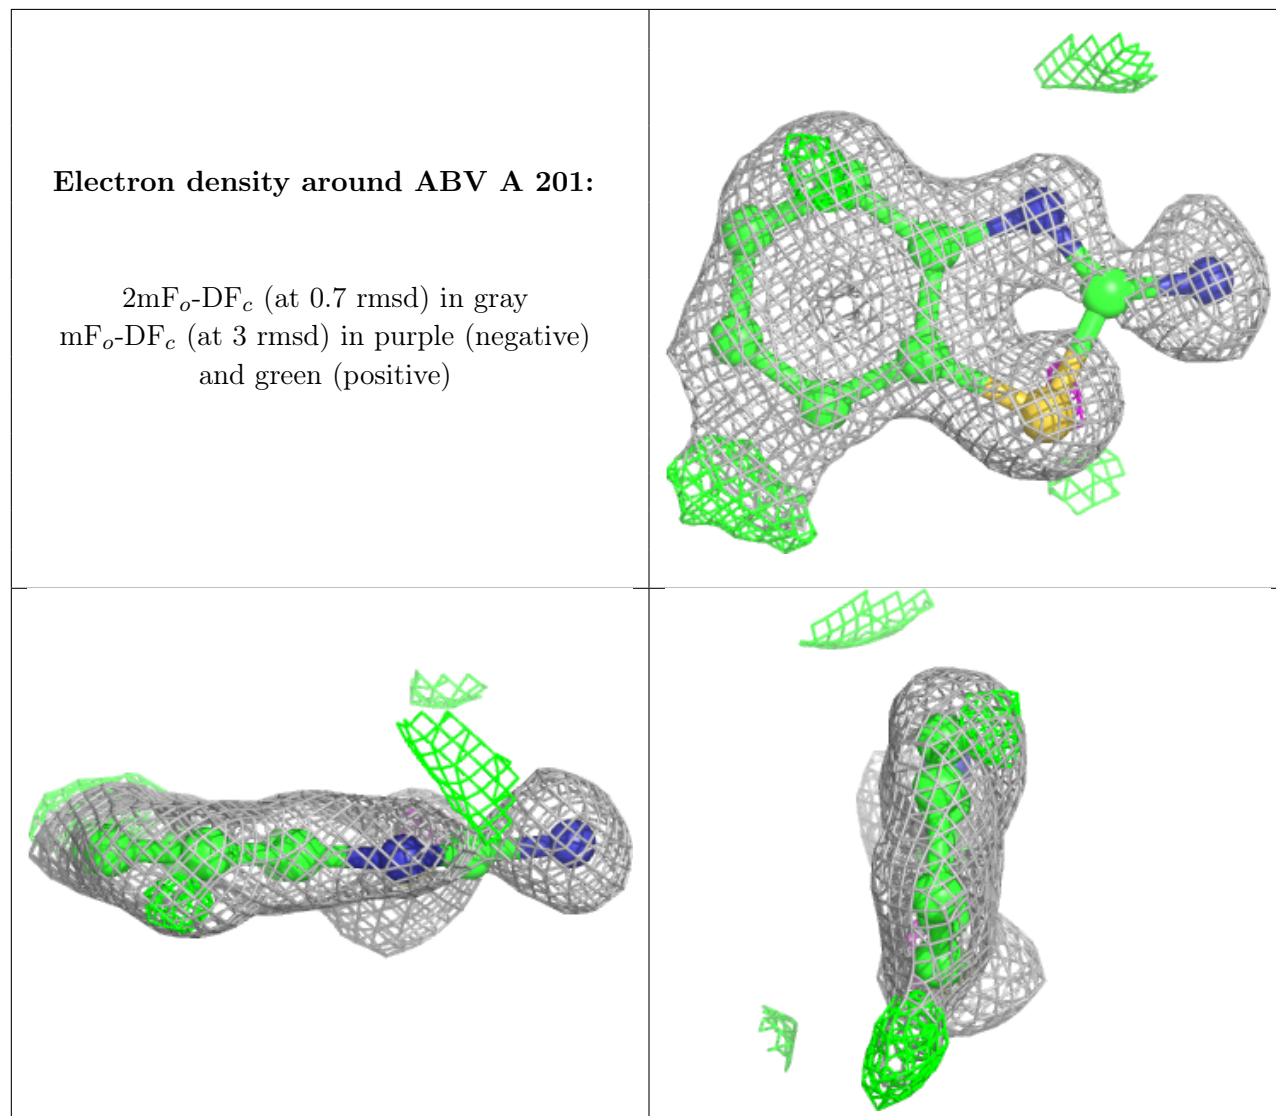 Electron density around ABV A 201:
2mFo-DFc (at 0.7 rmsd) in gray
mFo-DFc (at 3 rmsd) in purple (negative)
and green (positive)